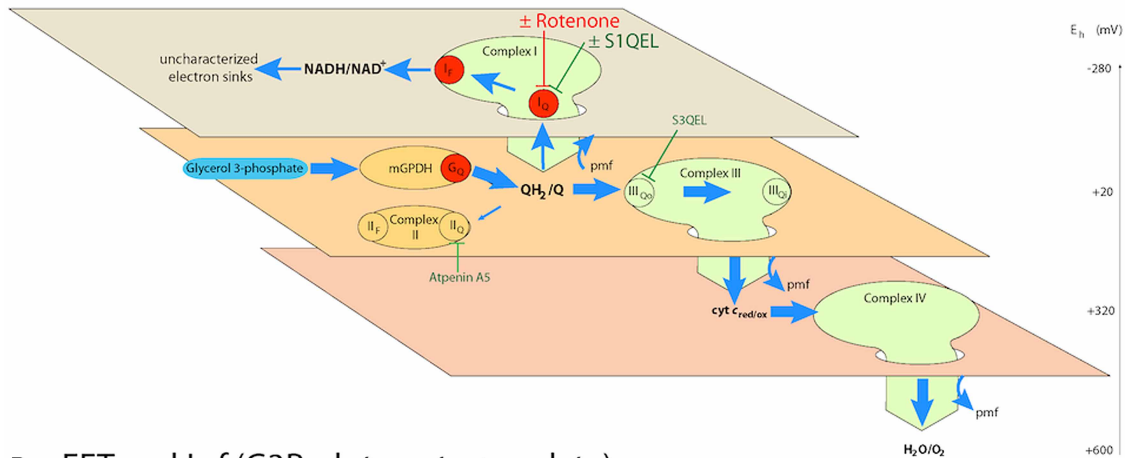 ± Rotenone
± S1QEL
Complex I
E h (mV)
uncharacterized
electron sinks
NADH/NAD+
IF
IQ
-280
S3QEL
pmf
Glycerol 3-phosphate
mGPDH
GQ
QH2/Q
Complex III
IIIQo
IIIQi
+20
IIF
Complex
II
IIQ
Atpenin A5
pmf
cyt c red/ox
Complex IV
+320
pmf
H2O/O2
+600